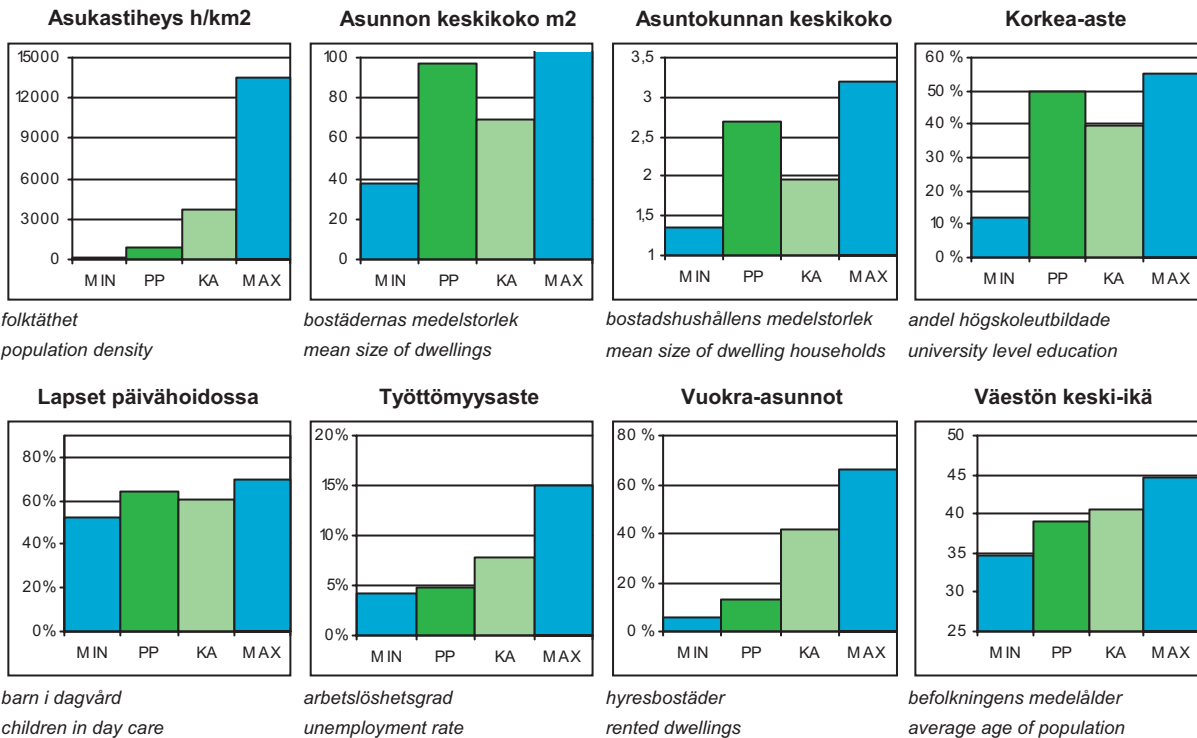 Asukastiheys h/km2
15000
12000
9000
6000
3000
0
MIN PP KA MAX
folktäthet
population density
Asunnon keskikoko m2
100
80
60
40
20
0
MIN PP KA MAX
bostädernas medelstorlek
mean size of dwellings
Asuntokunnan keskikoko
3,5
3
2,5
2
1,5
1
MIN PP KA MAX
bostadshushållens medelstorlek
mean size of dwelling households
Korkea-aste
60 %
50 %
40 %
30 %
20 %
10 %
0 %
MIN PP KA MAX
andel högskoleutbildade
university level education
Lapset päivähoidossa
80%
60%
40%
20%
0%
MIN PP KA MAX
barn i dagvård
children in day care
Työttömyysaste
20%
15%
10%
5%
0%
MIN PP KA MAX
arbetslöshetsgrad
unemployment rate
Vuokra-asunnot
80 %
60 %
40 %
20 %
0 %
MIN PP KA MAX
hyresbostäder
rented dwellings
Väestön keski-ikä
50
45
40
35
30
25
MIN PP KA MAX
befolkningens medelålder
average age of population